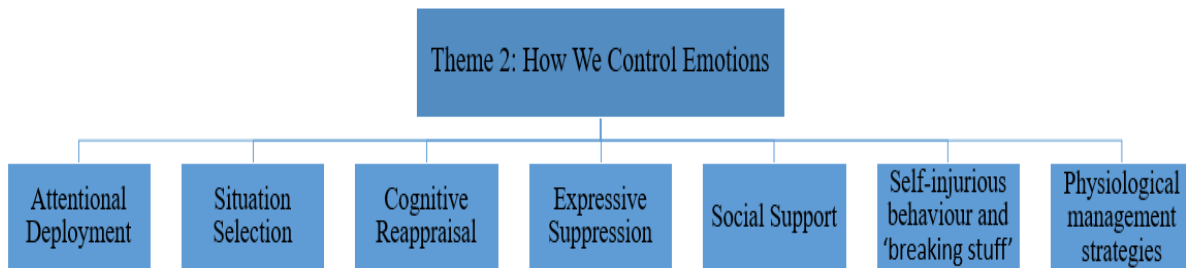 Theme 2: How We Control Emotions
Attentional
Deployment
Situation
Selection
Cognitive
Reappraisal
Expressive
Suppression
Social Support
Self-injurious
behaviour and
‘breaking stuff’
Physiological
management
strategies